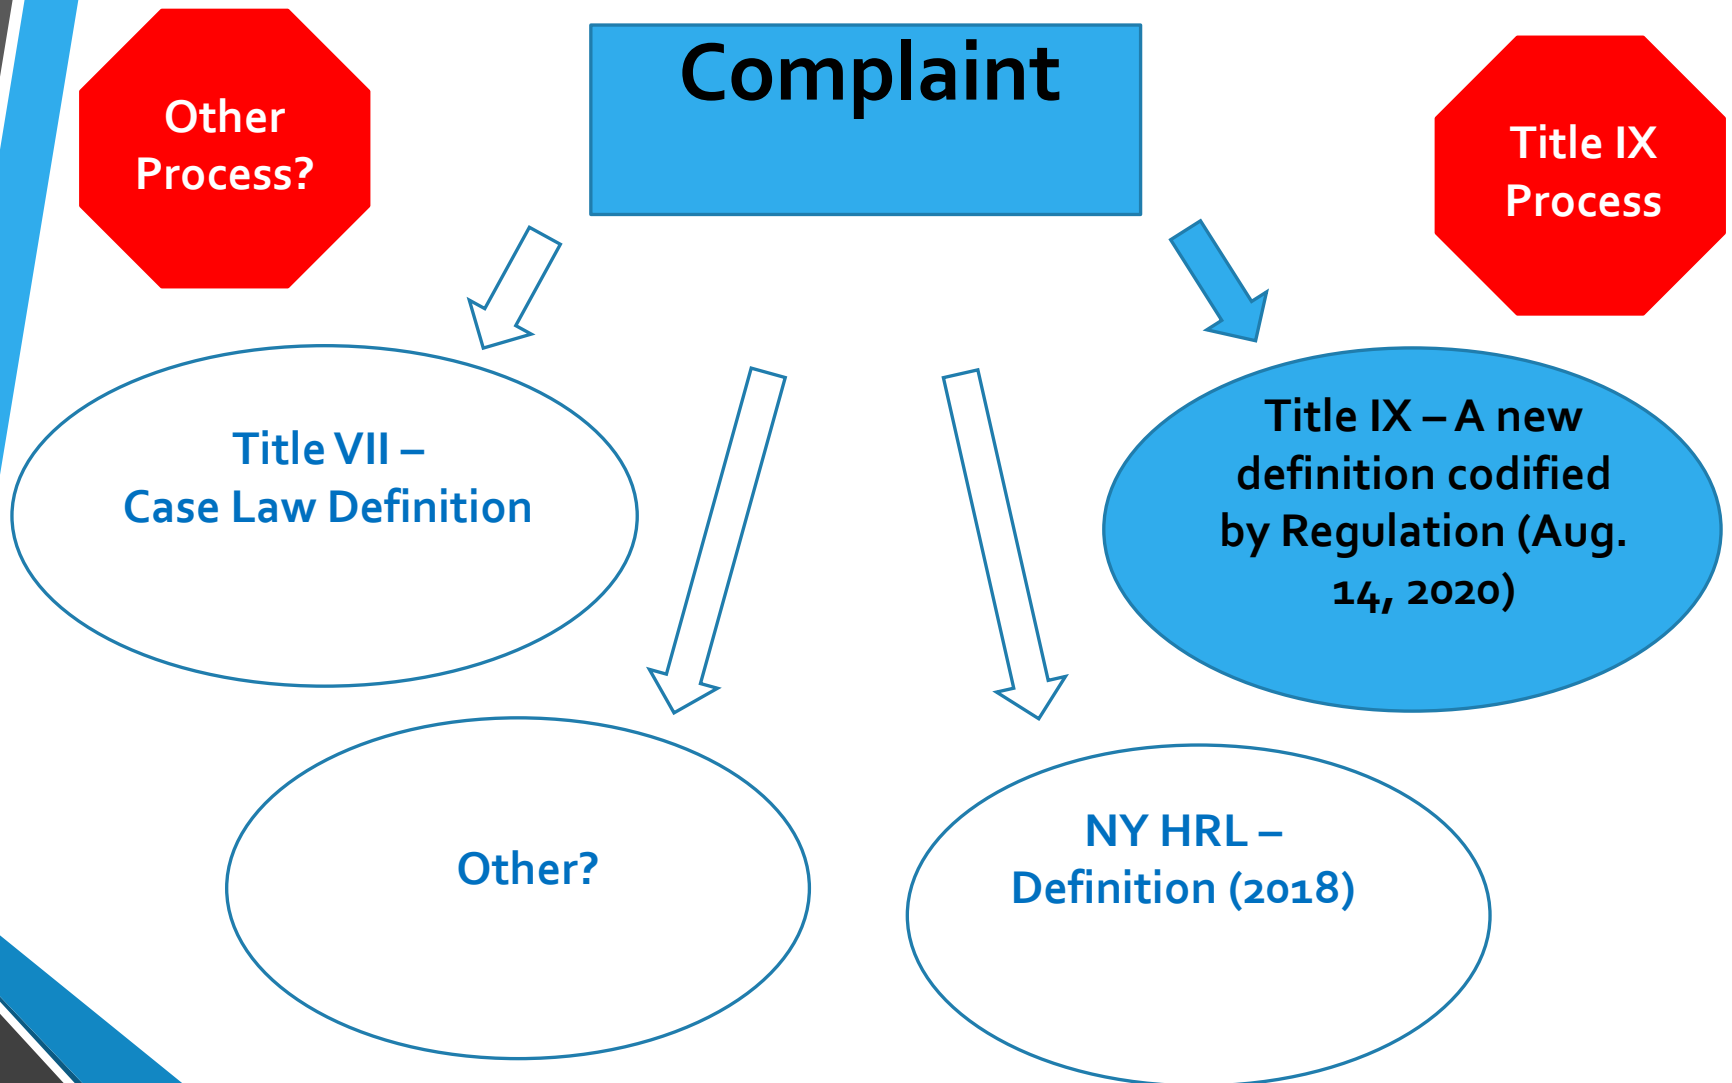 Complaint
Other
Process?
Title IX
Process
Title VII –
Case Law Definition
Title IX – A new
definition codified
by Regulation (Aug.
14, 2020)
Other?
NY HRL –
Definition (2018)